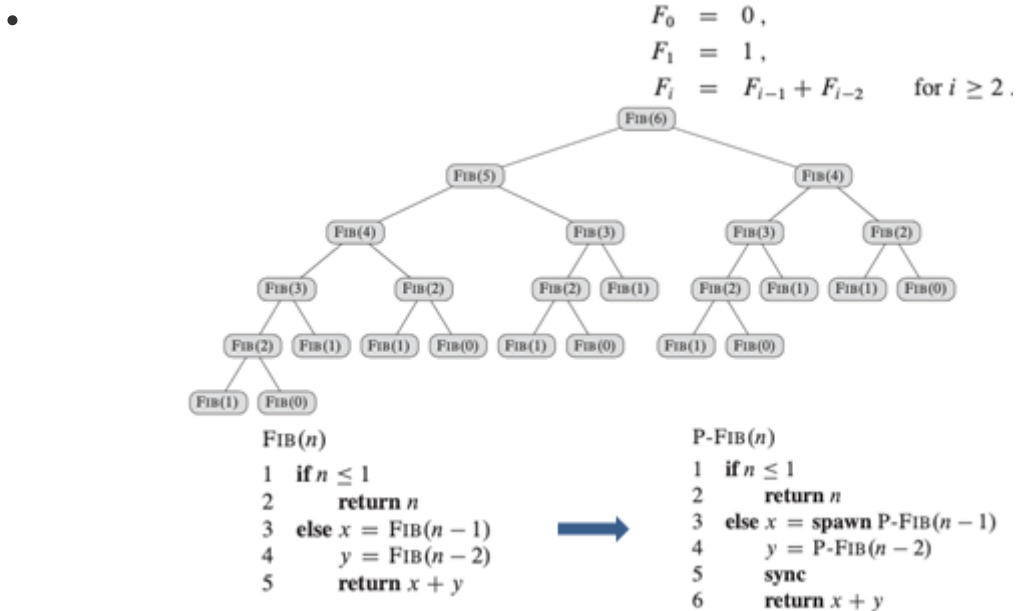 F₀ = 0 ,
F₁ = 1 ,
Fᵢ = Fᵢ₋₁ + Fᵢ₋₂ for i ≥ 2 .
FIB(6)
FIB(5) FIB(4)
FIB(4) FIB(3) FIB(3) FIB(2)
FIB(3) FIB(2) FIB(2) FIB(1) FIB(2) FIB(1) FIB(1) FIB(0)
FIB(2) FIB(1) FIB(1) FIB(0) FIB(1) FIB(0) FIB(1) FIB(0)
FIB(1) FIB(0)
FIB(n)
1 if n ≤ 1
2 return n
3 else x = FIB(n − 1)
4 y = FIB(n − 2)
5 return x + y
P-FIB(n)
1 if n ≤ 1
2 return n
3 else x = spawn P-FIB(n − 1)
4 y = P-FIB(n − 2)
5 sync
6 return x + y